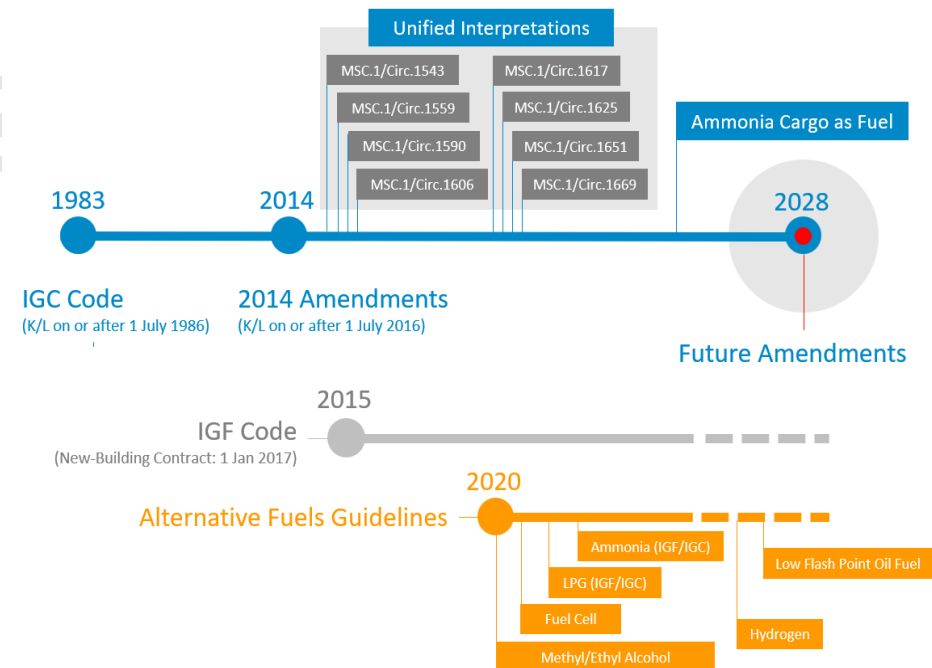 Unified Interpretations
MSC.1/Circ.1543
MSC.1/Circ.1617
MSC.1/Circ.1559
MSC.1/Circ.1625
MSC.1/Circ.1590
MSC.1/Circ.1651
MSC.1/Circ.1606
MSC.1/Circ.1669
Ammonia Cargo as Fuel
1983
2014
2028
IGC Code
(K/L on or after 1 July 1986)
2014 Amendments
(K/L on or after 1 July 2016)
Future Amendments
2015
IGF Code
(New-Building Contract: 1 Jan 2017)
2020
Alternative Fuels Guidelines
Ammonia (IGF/IGC)
Low Flash Point Oil Fuel
LPG (IGF/IGC)
Fuel Cell
Hydrogen
Methyl/Ethyl Alcohol